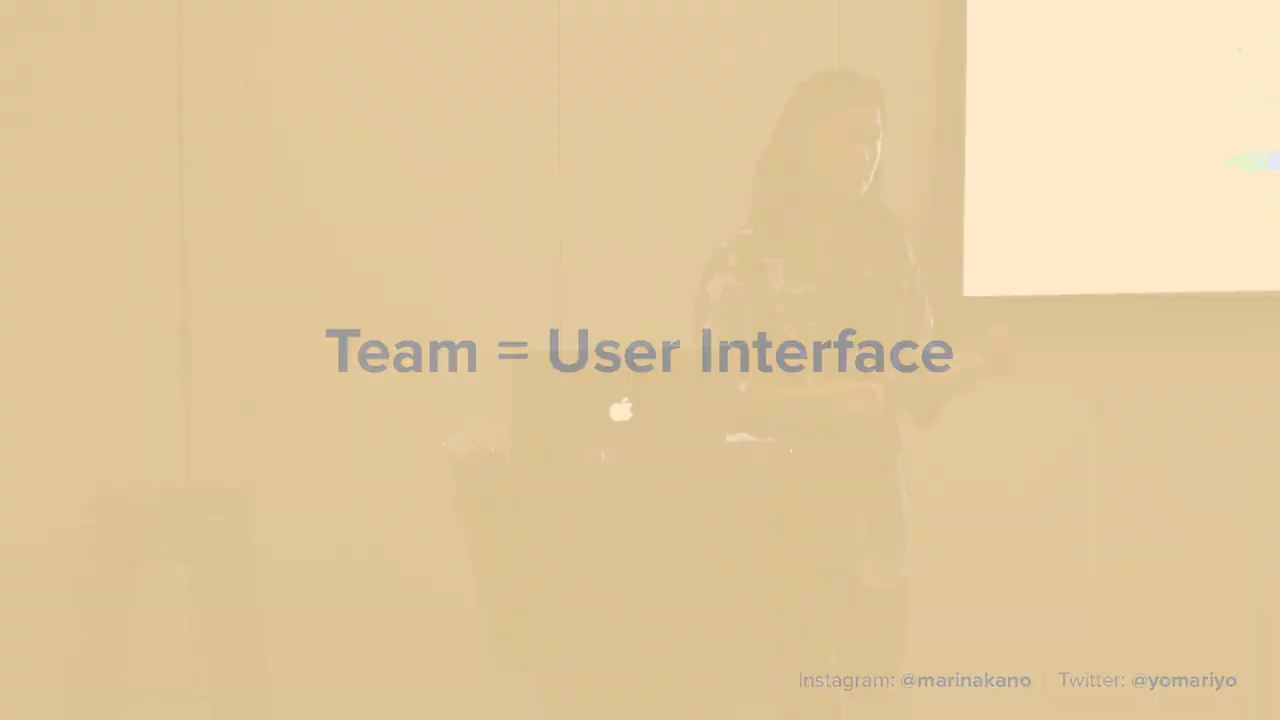 Team = User Interface
Instagram: @marinakano | Twitter: @yomariyo